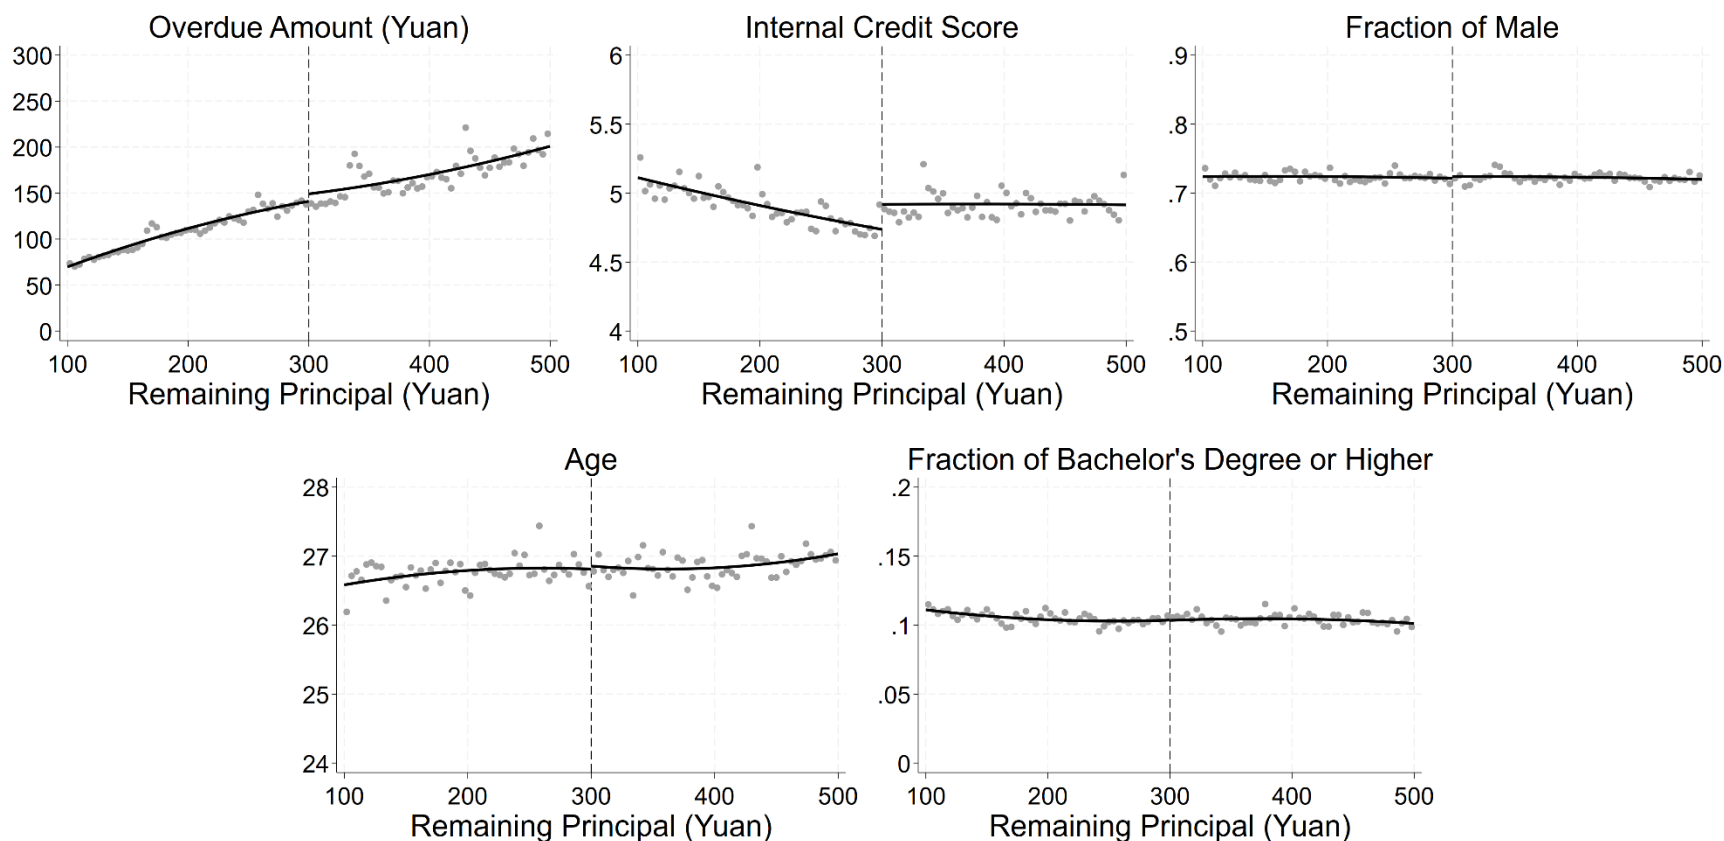 Overdue Amount (Yuan)
300
250
200
150
100
50
0
100 200 300 400 500
Remaining Principal (Yuan)
Internal Credit Score
6
5.5
5
4.5
4
100 200 300 400 500
Remaining Principal (Yuan)
Fraction of Male
.9
.8
.7
.6
.5
100 200 300 400 500
Remaining Principal (Yuan)
Age
28
27
26
25
24
100 200 300 400 500
Remaining Principal (Yuan)
Fraction of Bachelor's Degree or Higher
.2
.15
.1
.05
0
100 200 300 400 500
Remaining Principal (Yuan)